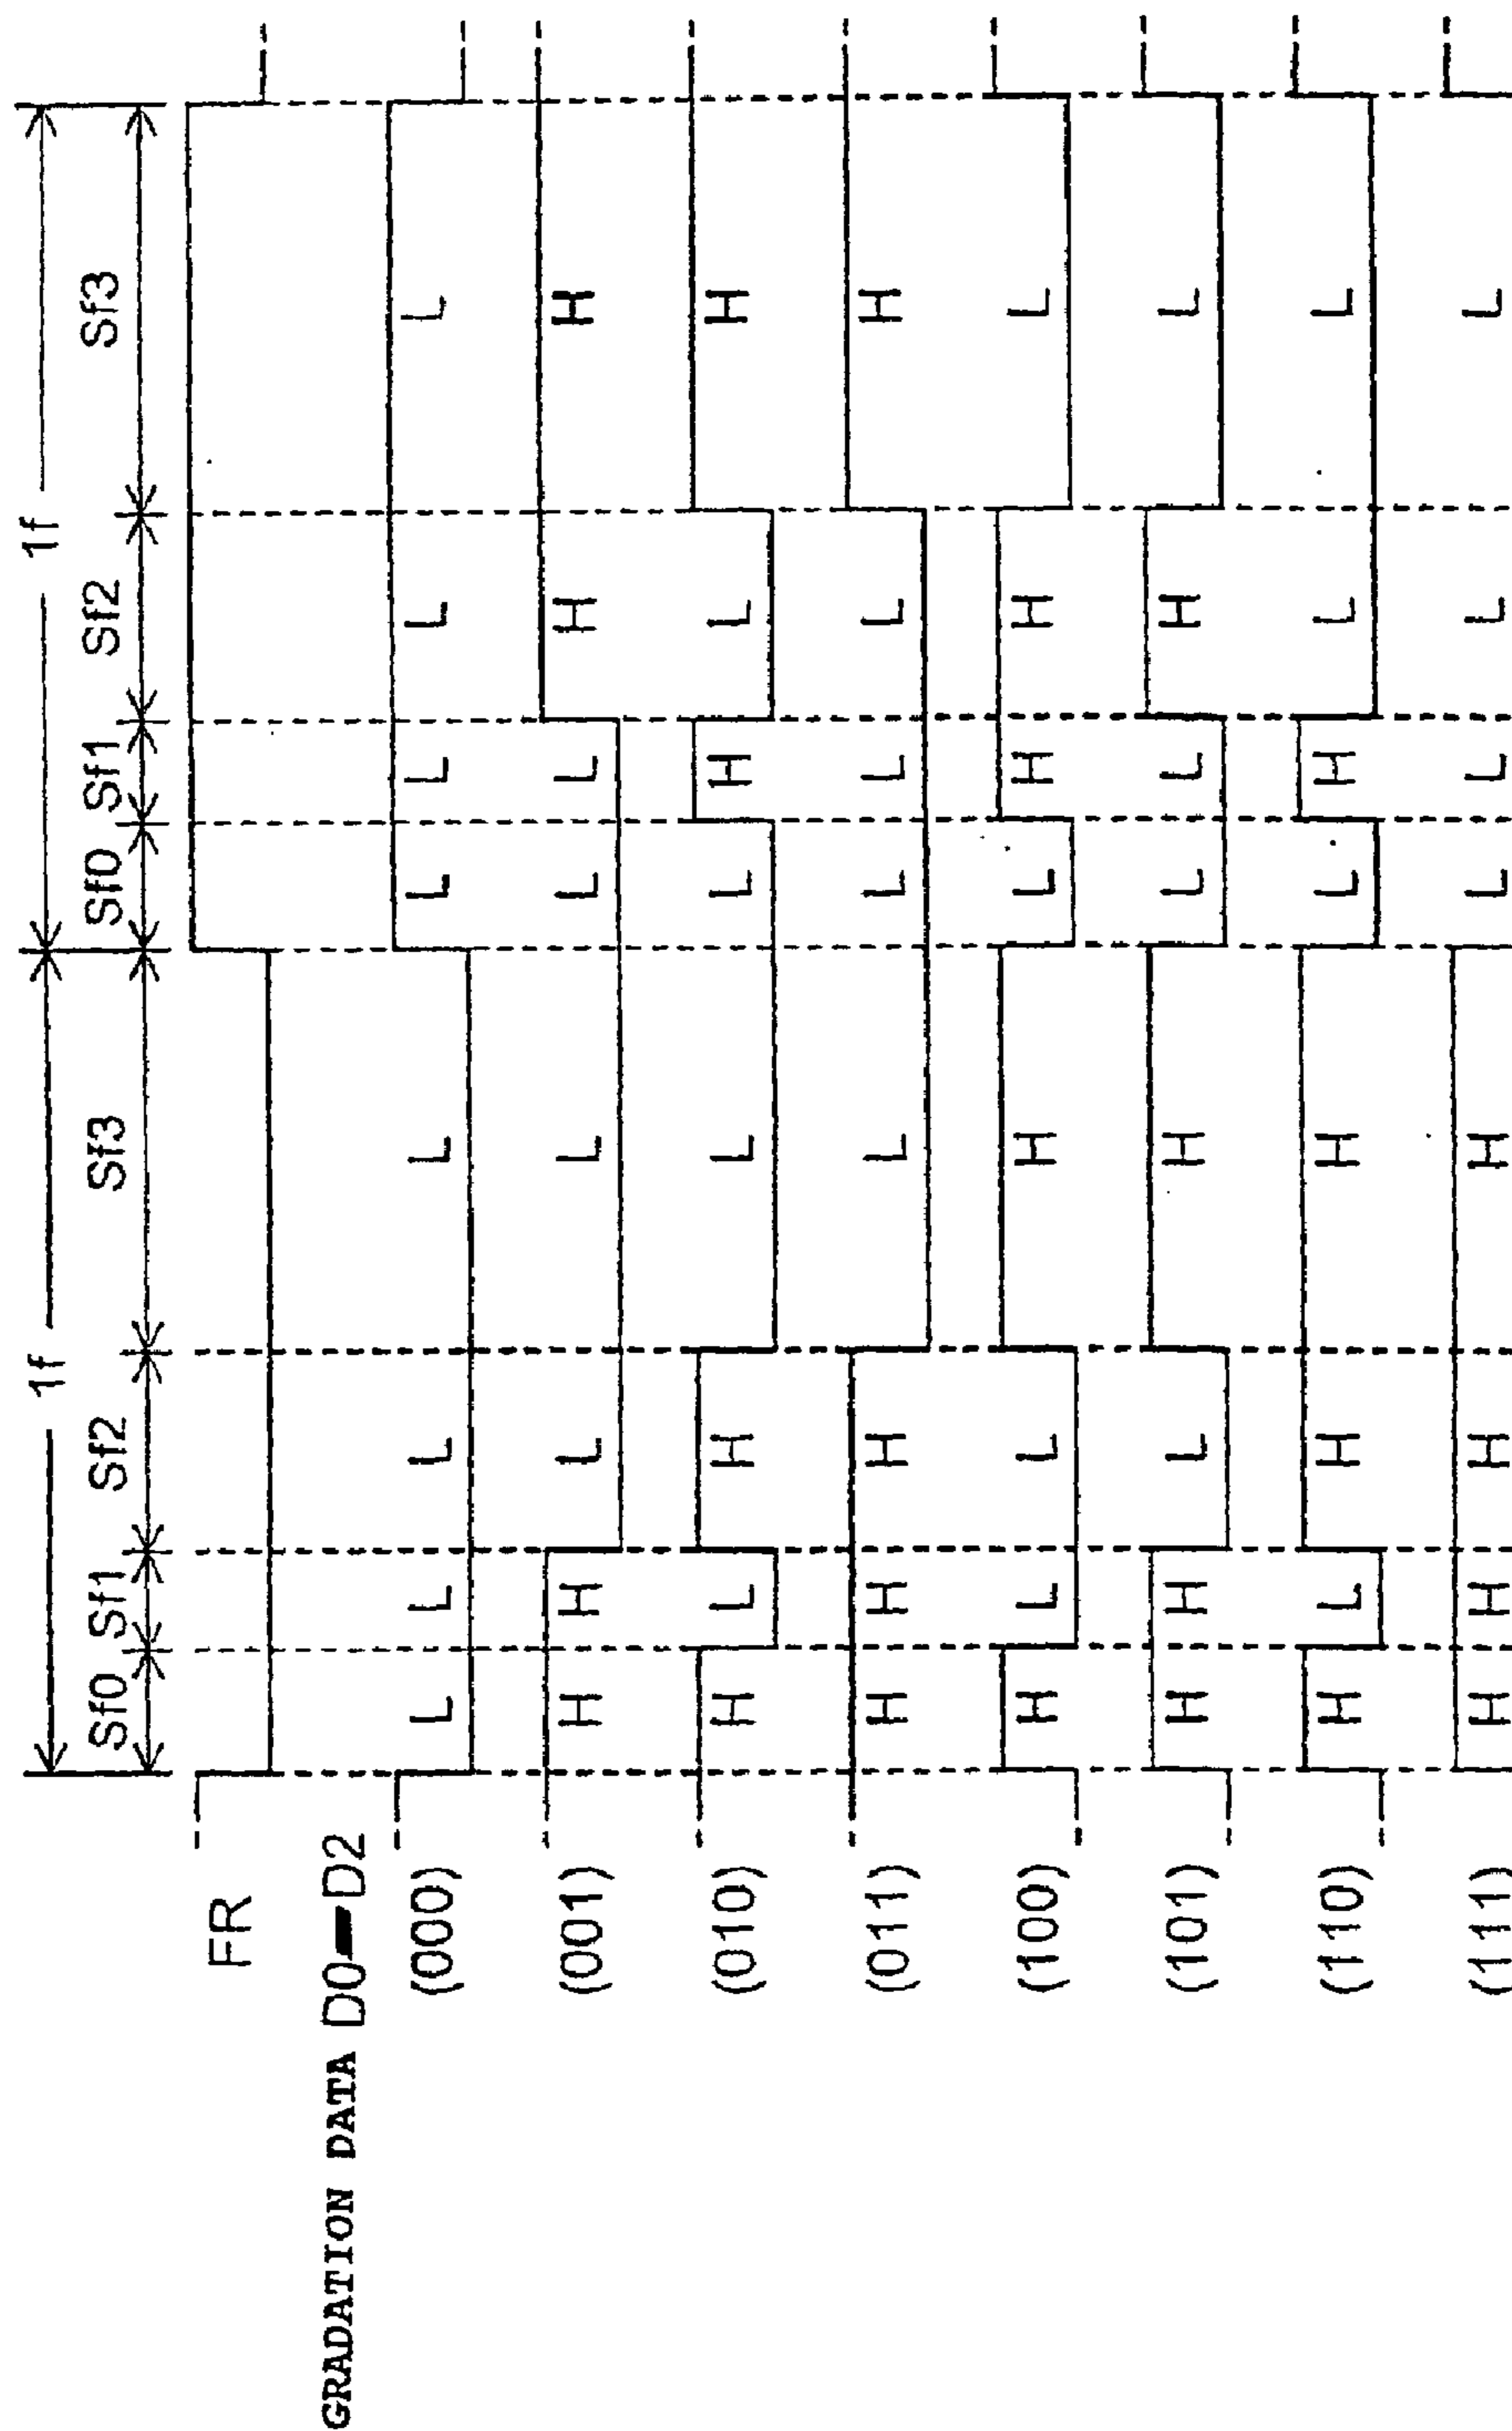 1f 1f
Sf0 Sf1 Sf2 Sf3 Sf0 Sf1 Sf2 Sf3
FR
GRADATION DATA D0–D2
(000) L L L L L L L L
(001) H H L L L L H H
(010) H L H L L H L H
(011) H H H L L L L H
(100) H L L H L H H L
(101) H H L H L L H L
(110) H L H H L H L L
(111) H H H H L L L L